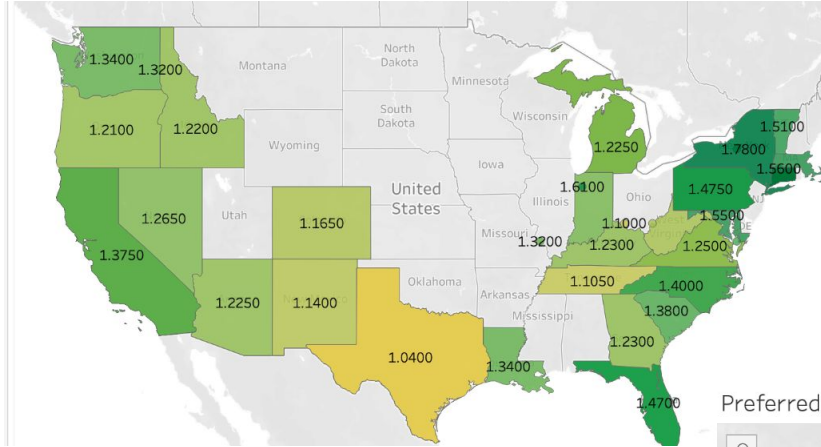 1.3400
1.3200
Montana
North
Dakota
Minnesota
1.2100
1.2200
South
Dakota
Wisconsin
Wyoming
1.2250
1.7800
1.5100
1.5600
Iowa
1.4750
1.3750
1.2650
Utah
1.1650
United
States
Illinois
1.6100
Ohio
NJ
Missouri
1.3200
1.1000
1.5500
DE
1.2300
1.2500
1.2250
1.1400
Oklahoma
Arkansas
1.1050
1.4000
Mississippi
1.3800
1.0400
1.3400
1.2300
1.4700
Preferred